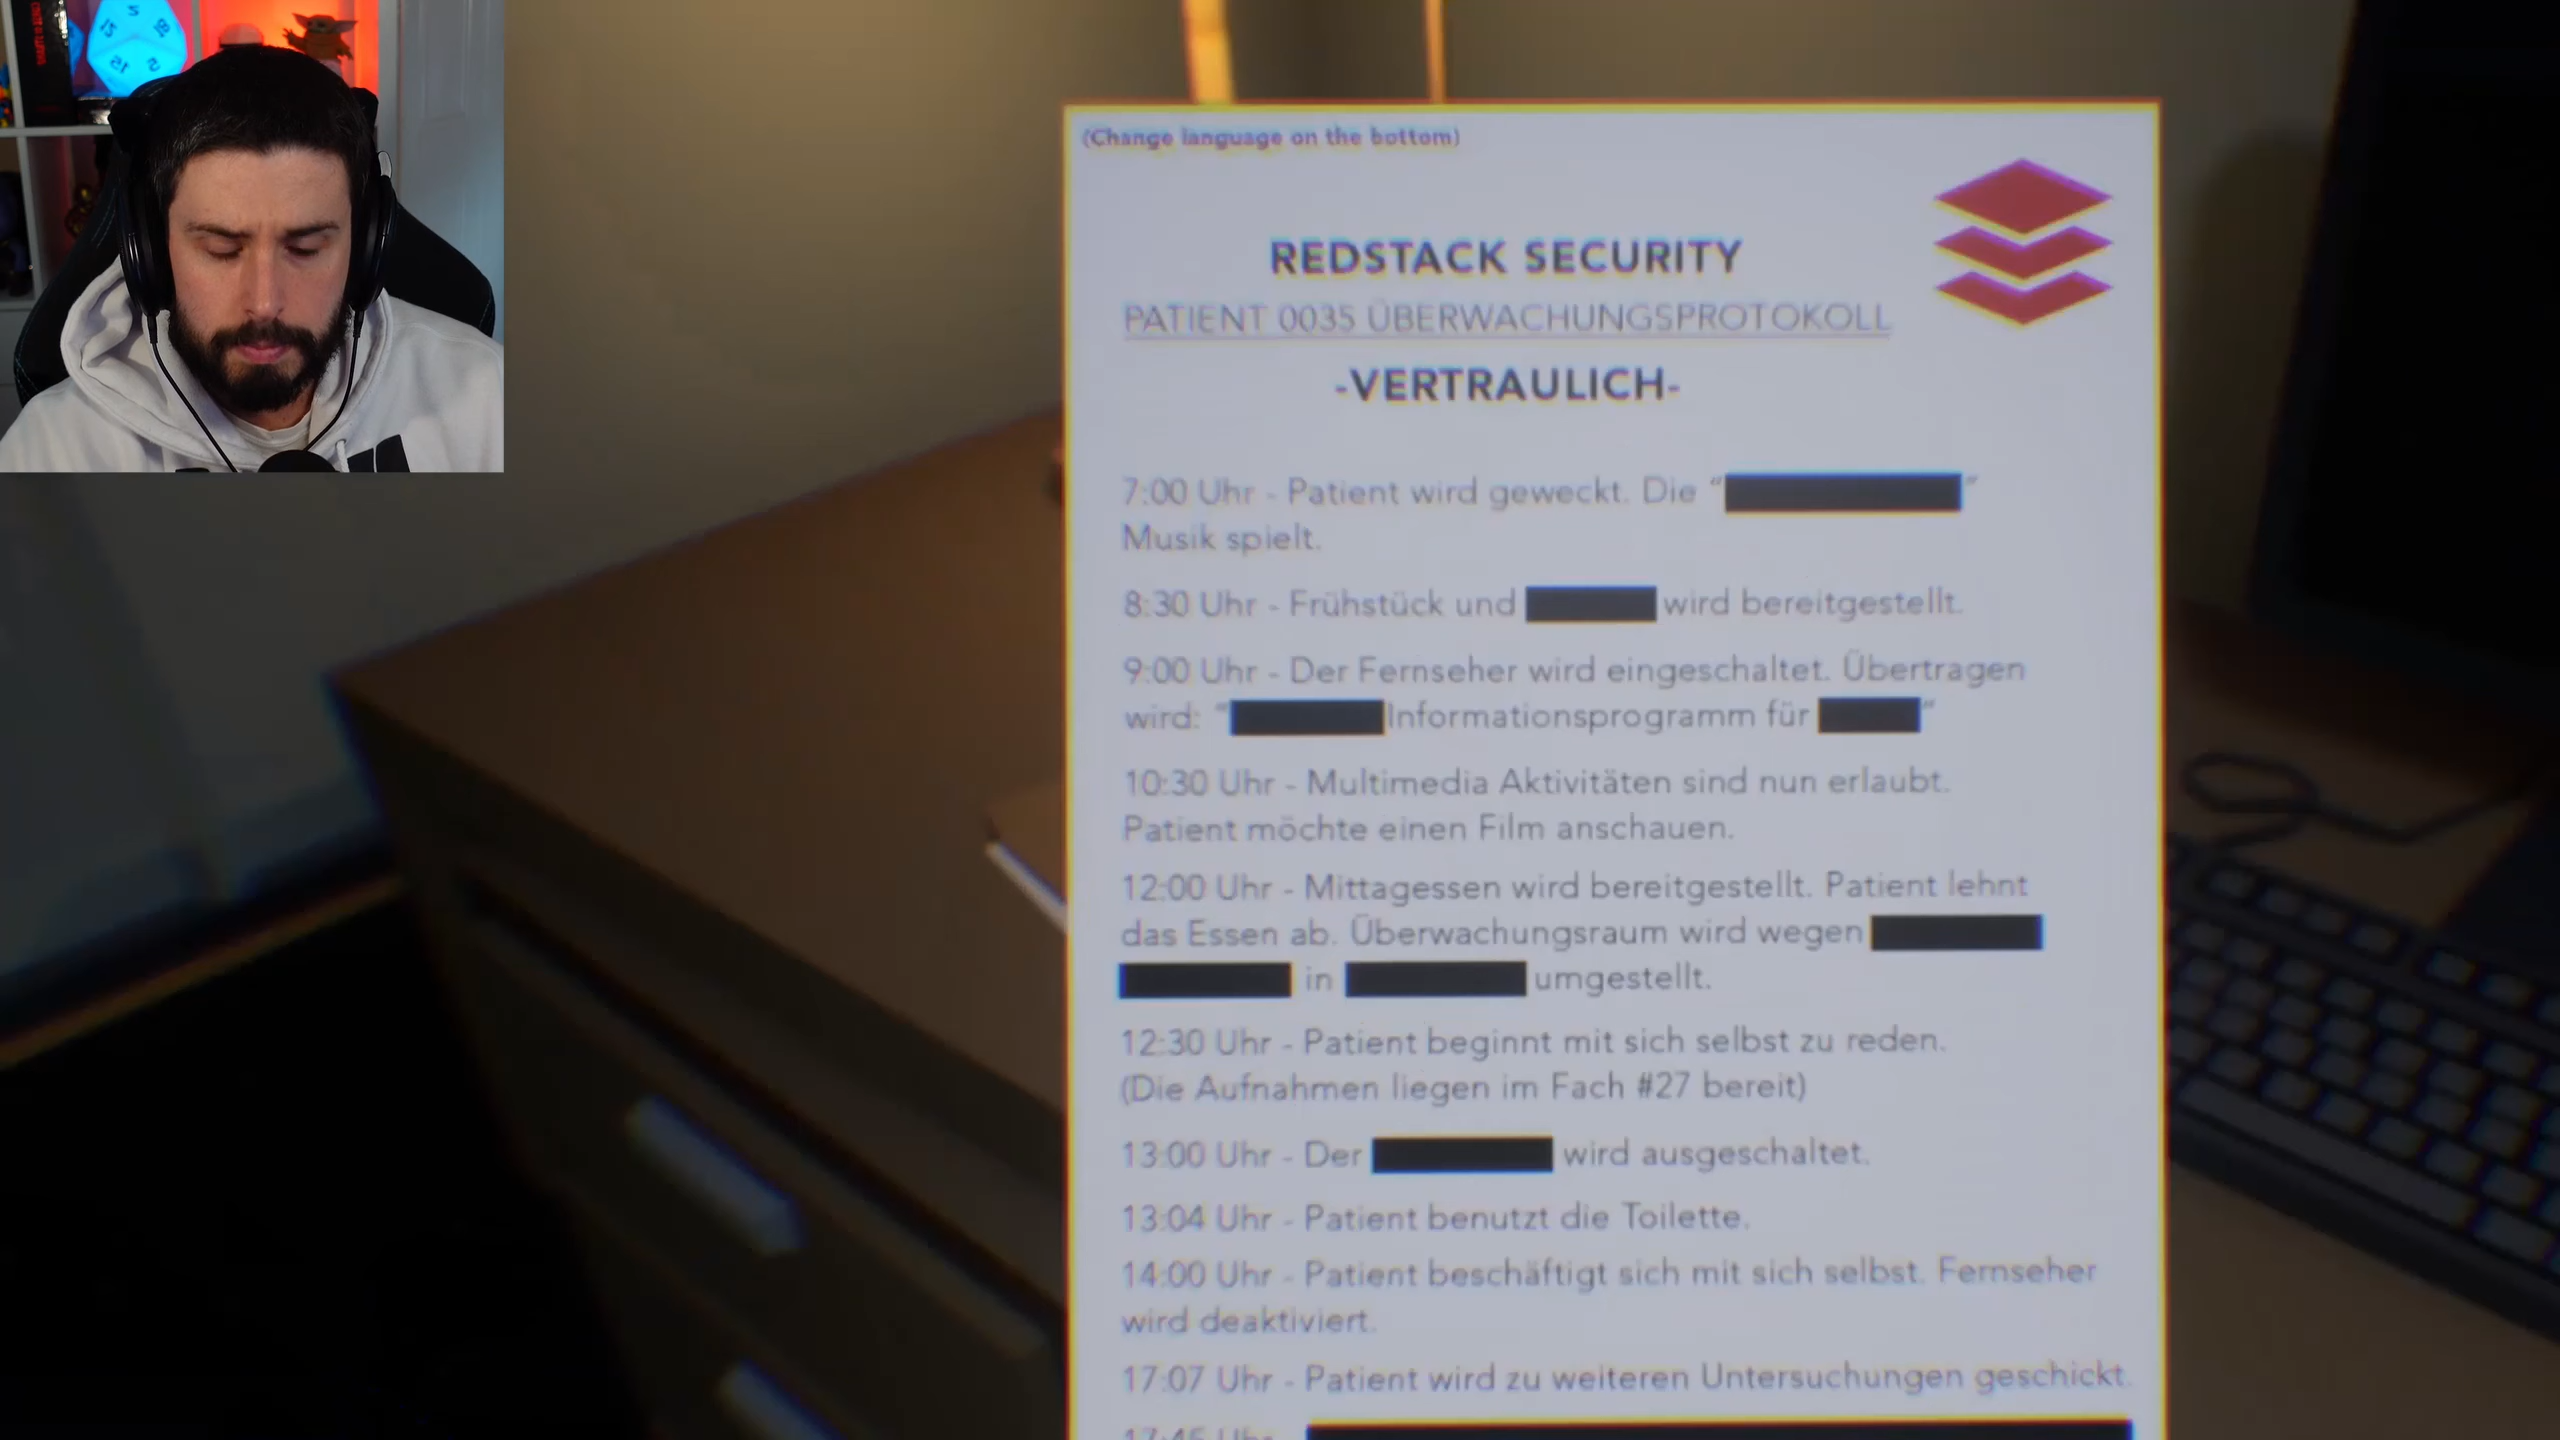 (Change language on the bottom)
REDSTACK SECURITY
PATIENT 0035 ÜBERWACHUNGSPROTOKOLL
-VERTRAULICH-
7:00 Uhr - Patient wird geweckt. Die “ ”
Musik spielt.
8:30 Uhr - Frühstück und wird bereitgestellt.
9:00 Uhr - Der Fernseher wird eingeschaltet. Übertragen
wird: “ Informationsprogramm für ”
10:30 Uhr - Multimedia Aktivitäten sind nun erlaubt.
Patient möchte einen Film anschauen.
12:00 Uhr - Mittagessen wird bereitgestellt. Patient lehnt
das Essen ab. Überwachungsraum wird wegen
in umgestellt.
12:30 Uhr - Patient beginnt mit sich selbst zu reden.
(Die Aufnahmen liegen im Fach #27 bereit)
13:00 Uhr - Der wird ausgeschaltet.
13:04 Uhr - Patient benutzt die Toilette.
14:00 Uhr - Patient beschäftigt sich mit sich selbst. Fernseher
wird deaktiviert.
17:07 Uhr - Patient wird zu weiteren Untersuchungen geschickt.
17:45 Uhr -